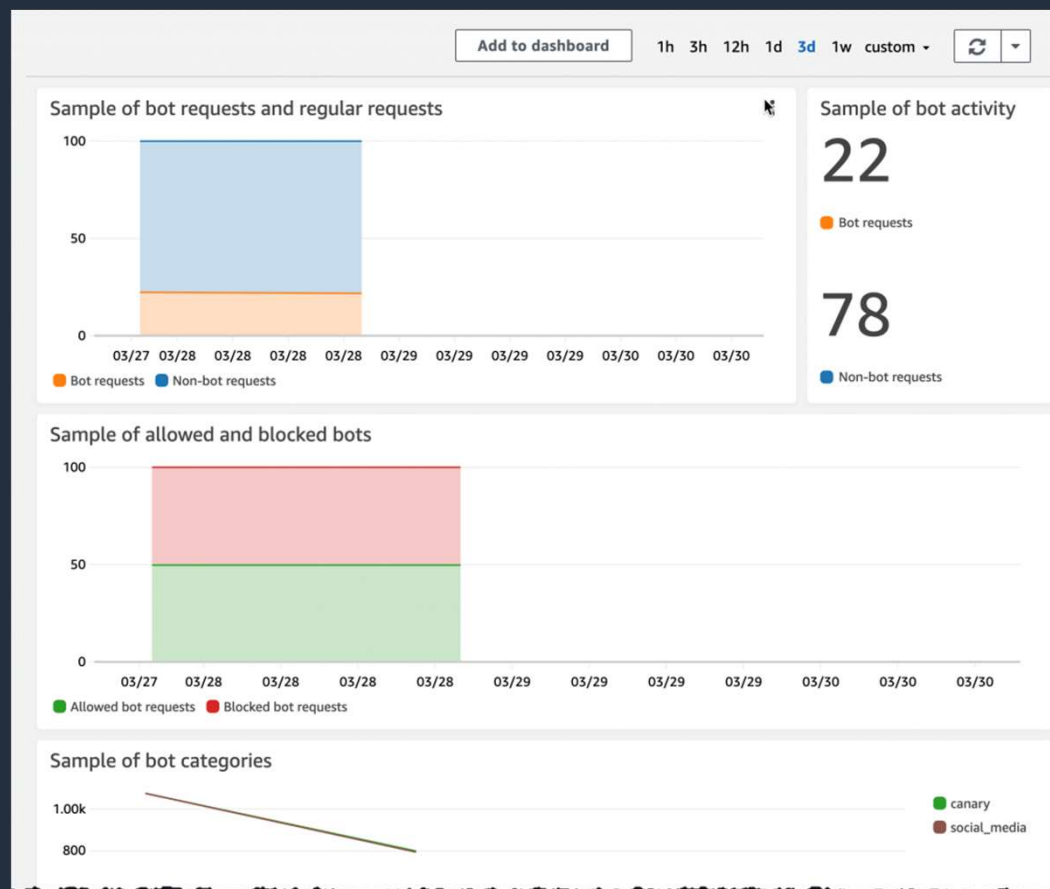 Add to dashboard 1h 3h 12h 1d 3d 1w custom
Sample of bot requests and regular requests
100
50
0
03/27 03/28 03/28 03/28 03/28 03/29 03/29 03/29 03/29 03/30 03/30 03/30
Bot requests Non-bot requests
Sample of bot activity
22
Bot requests
78
Non-bot requests
Sample of allowed and blocked bots
100
50
0
03/27 03/28 03/28 03/28 03/28 03/29 03/29 03/29 03/29 03/30 03/30 03/30
Allowed bot requests Blocked bot requests
Sample of bot categories
1.00k
800
canary
social_media